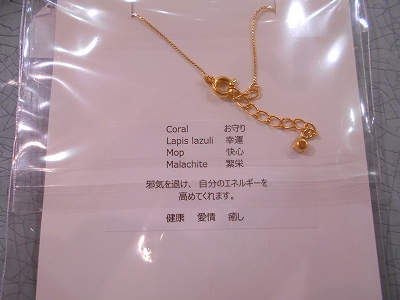 Coral お守り
Lapis lazuli 幸運
Mop 快心
Malachite 繁栄
邪気を退け、 自分のエネルギーを
高めてくれます。
健康 愛情 癒し